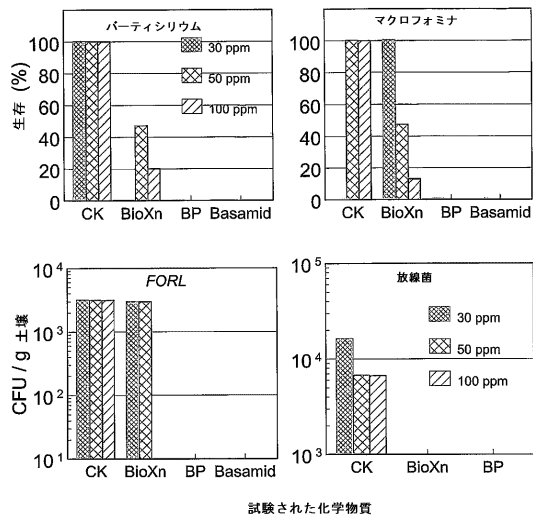 バーティシリウム
100
80
60
40
20
0
生存 (%)
30 ppm
50 ppm
100 ppm
CK BioXn BP Basamid
マクロフォミナ
100
80
60
40
20
0
CK BioXn BP Basamid
FORL
10⁴
10³
10²
10¹
CFU / g 土壌
CK BioXn BP Basamid
放線菌
10⁵
10⁴
10³
30 ppm
50 ppm
100 ppm
CK BioXn BP
試験された化学物質